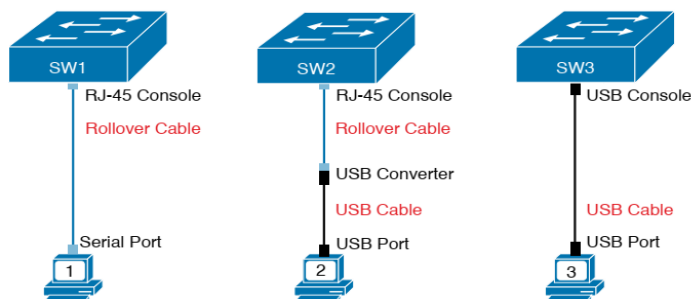 SW1
RJ-45 Console
Rollover Cable
Serial Port
1
SW2
RJ-45 Console
Rollover Cable
USB Converter
USB Cable
USB Port
2
SW3
USB Console
USB Cable
USB Port
3